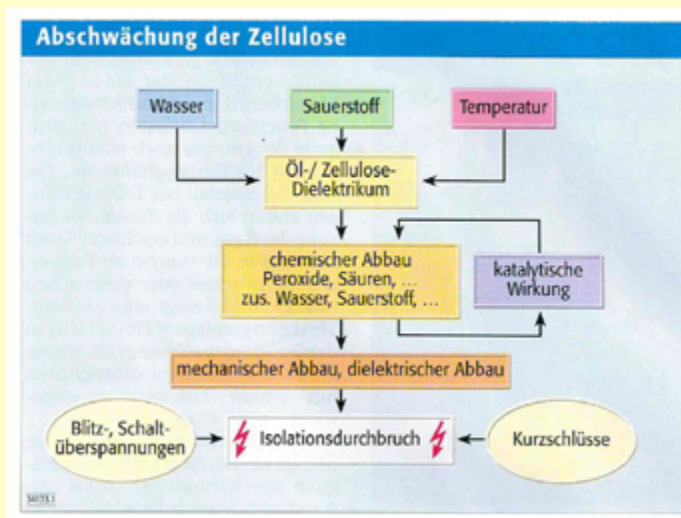 Abschwächung der Zellulose
Wasser
Sauerstoff
Temperatur
Öl-/ Zellulose-
Dielektrikum
chemischer Abbau
Peroxide, Säuren, ...
zus. Wasser, Sauerstoff, ...
katalytische
Wirkung
mechanischer Abbau, dielektrischer Abbau
Blitz-, Schalt-
überspannungen
Isolationsdurchbruch
Kurzschlüsse